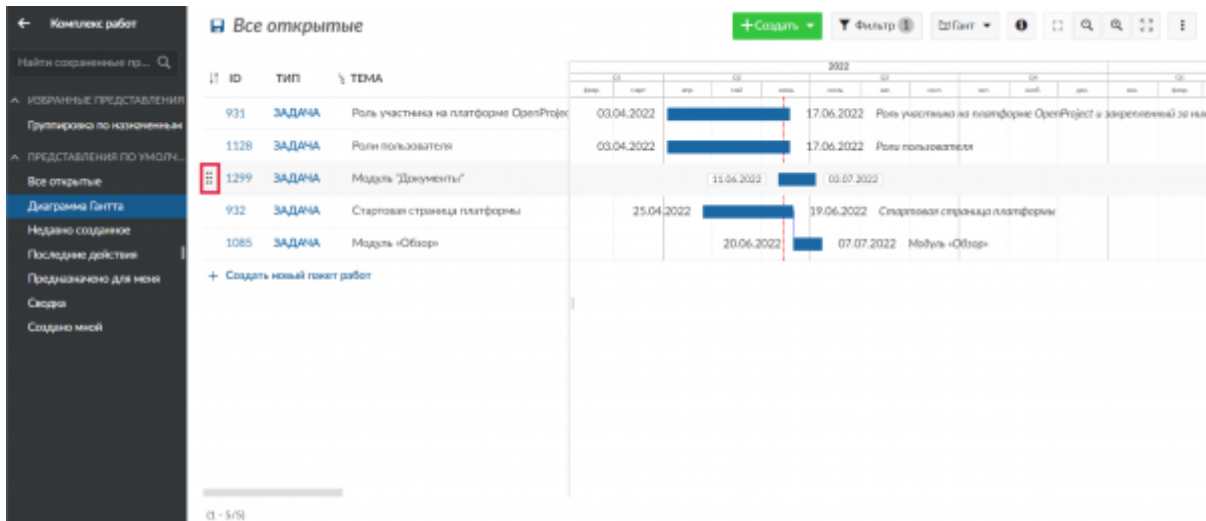 Комплекс работ
Все открытые
+Создать
Фильтр 1
Гант
Найти сохраненные пр...
ИЗБРАННЫЕ ПРЕДСТАВЛЕНИЯ
Группировка по назначенным
ПРЕДСТАВЛЕНИЯ ПО УМОЛЧ...
Все открытые
Диаграмма Гантта
Недавно созданное
Последние действия
Предназначено для меня
Сводка
Создано мной
ID ТИП ТЕМА
2022
931 ЗАДАЧА Роль участника на платформе OpenProjec 03.04.2022 17.06.2022 Роль участника на платформе OpenProject и закрепленный за ни
1128 ЗАДАЧА Роли пользователя 03.04.2022 17.06.2022 Роли пользователя
1299 ЗАДАЧА Модуль "Документы" 11.06.2022 03.07.2022
932 ЗАДАЧА Стартовая страница платформы 25.04.2022 19.06.2022 Стартовая страница платформы
1085 ЗАДАЧА Модуль «Обзор» 20.06.2022 07.07.2022 Модуль «Обзор»
+ Создать новый пакет работ
(1 - 5/5)